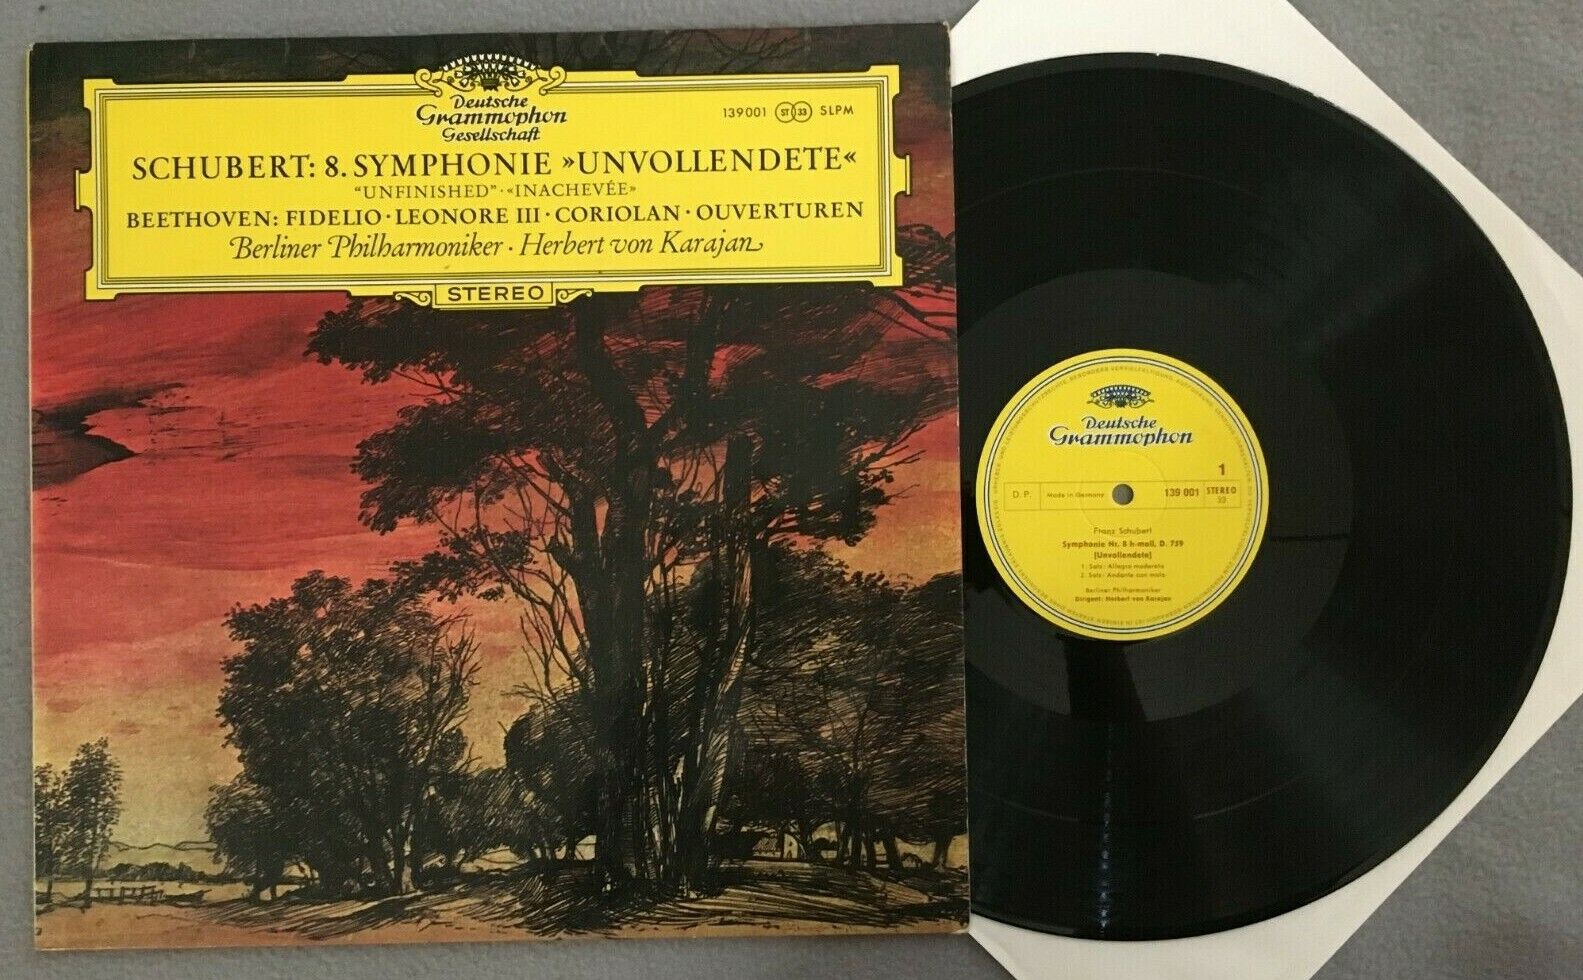 Deutsche
Grammophon
Gesellschaft
139001 ST 33 SLPM
SCHUBERT: 8. SYMPHONIE »UNVOLLENDETE«
“UNFINISHED” · «INACHEVÉE»
BEETHOVEN: FIDELIO · LEONORE III · CORIOLAN · OUVERTUREN
Berliner Philharmoniker · Herbert von Karajan
STEREO
Deutsche
Grammophon
1
D.P. Made in Germany 139 001 STEREO
33
Franz Schubert
Symphonie Nr. 8 h-moll, D. 759
[Unvollendete]
1. Satz: Allegro moderato
2. Satz: Andante con moto
Berliner Philharmoniker
Dirigent: Herbert von Karajan